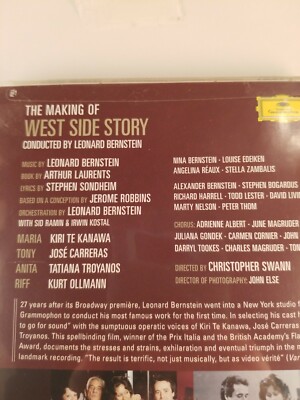 THE MAKING OF
WEST SIDE STORY
CONDUCTED BY LEONARD BERNSTEIN
MUSIC BY LEONARD BERNSTEIN
BOOK BY ARTHUR LAURENTS
LYRICS BY STEPHEN SONDHEIM
BASED ON A CONCEPTION BY JEROME ROBBINS
ORCHESTRATION BY LEONARD BERNSTEIN
WITH SID RAMIN & IRWIN KOSTAL
MARIA KIRI TE KANAWA
TONY JOSÉ CARRERAS
ANITA TATIANA TROYANOS
RIFF KURT OLLMANN
NINA BERNSTEIN · LOUISE EDEIKEN
ANGELINA RÉAUX · STELLA ZAMBALIS
ALEXANDER BERNSTEIN · STEPHEN BOGARDUS
RICHARD HARRELL · TODD LESTER · DAVID LIVIN
MARTY NELSON · PETER THOM
CHORUS: ADRIENNE ALBERT · JUNE MAGRUDER
JULIANA GONDEK · CARMEN CORNIER · JOHN
DARRYL TOOKES · CHARLES MAGRUDER · TON
DIRECTED BY CHRISTOPHER SWANN
DIRECTOR OF PHOTOGRAPHY: JOHN ELSE
27 years after its Broadway première, Leonard Bernstein went into a New York studio
Grammophon to conduct his most famous work for the first time. In selecting his cast
to go for sound" with the sumptuous operatic voices of Kiri Te Kanawa, José Carreras
Troyanos. This spellbinding film, winner of the Prix Italia and the British Academy's Fla
Award, documents the stresses and strains, exhilaration and eventual triumph in the m
landmark recording. "The result is terrific, not just musically, but as video vérité" (Var